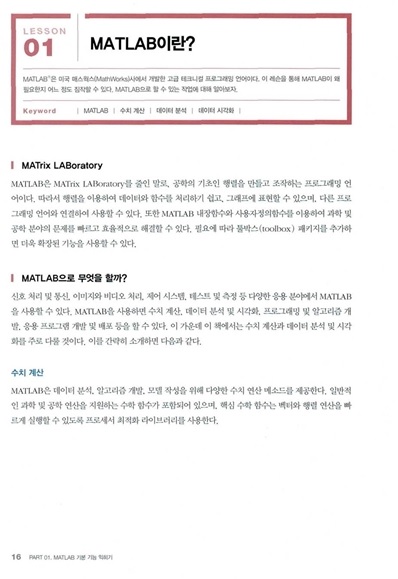 LESSON
01
MATLAB이란?
MATLAB®은 미국 매스웍스(MathWorks)사에서 개발한 고급 테크니컬 프로그래밍 언어이다. 이 레슨을 통해 MATLAB이 왜
필요한지 어느 정도 짐작할 수 있다. MATLAB으로 할 수 있는 작업에 대해 알아보자.
Keyword | MATLAB | 수치 계산 | 데이터 분석 | 데이터 시각화 |
MATrix LABoratory
MATLAB은 MATrix LABoratory를 줄인 말로, 공학의 기초인 행렬을 만들고 조작하는 프로그래밍 언
어이다. 따라서 행렬을 이용하여 데이터와 함수를 처리하기 쉽고, 그래프에 표현할 수 있으며, 다른 프로
그래밍 언어와 연결하여 사용할 수 있다. 또한 MATLAB 내장함수와 사용자정의함수를 이용하여 과학 및
공학 분야의 문제를 빠르고 효율적으로 해결할 수 있다. 필요에 따라 툴박스(toolbox) 패키지를 추가하
면 더욱 확장된 기능을 사용할 수 있다.
MATLAB으로 무엇을 할까?
신호 처리 및 통신, 이미지와 비디오 처리, 제어 시스템, 테스트 및 측정 등 다양한 응용 분야에서 MATLAB
을 사용할 수 있다. MATLAB을 사용하면 수치 계산, 데이터 분석 및 시각화, 프로그래밍 및 알고리즘 개
발, 응용 프로그램 개발 및 배포 등을 할 수 있다. 이 가운데 이 책에서는 수치 계산과 데이터 분석 및 시각
화를 주로 다룰 것이다. 이를 간략히 소개하면 다음과 같다.
수치 계산
MATLAB은 데이터 분석, 알고리즘 개발, 모델 작성을 위해 다양한 수치 연산 메소드를 제공한다. 일반적
인 과학 및 공학 연산을 지원하는 수학 함수가 포함되어 있으며, 핵심 수학 함수는 벡터와 행렬 연산을 빠
르게 실행할 수 있도록 프로세서 최적화 라이브러리를 사용한다.
16 PART 01. MATLAB 기본 기능 익히기